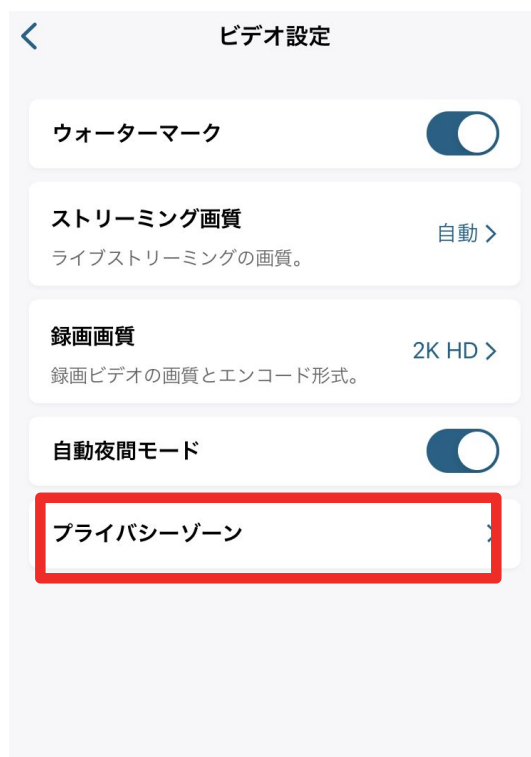 ビデオ設定
ウォーターマーク
ストリーミング画質
自動
ライブストリーミングの画質。
録画画質
2K HD
録画ビデオの画質とエンコード形式。
自動夜間モード
プライバシーゾーン